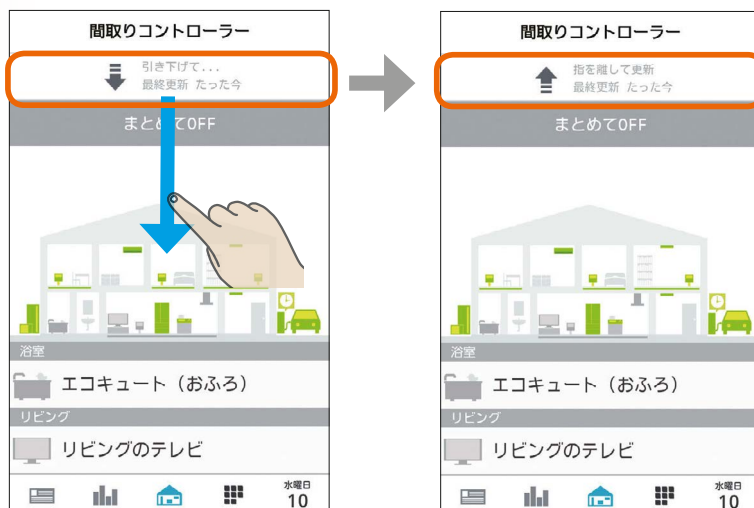 間取りコントローラー
引き下げて...
最終更新 たった今
まとめてOFF
浴室
エコキュート（おふろ）
リビング
リビングのテレビ
水曜日
10
間取りコントローラー
指を離して更新
最終更新 たった今
まとめてOFF
浴室
エコキュート（おふろ）
リビング
リビングのテレビ
水曜日
10